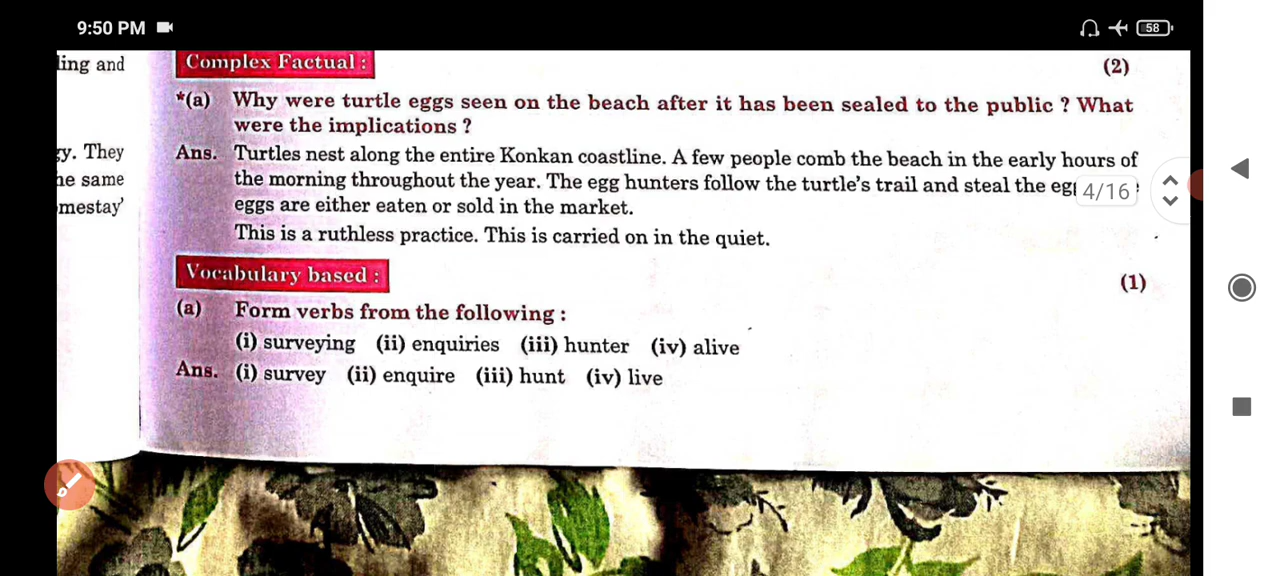 9:50 PM
58
ling and
Complex Factual :
(2)
*(a) Why were turtle eggs seen on the beach after it has been sealed to the public ? What
were the implications ?
gy. They
Ans. Turtles nest along the entire Konkan coastline. A few people comb the beach in the early hours of
he same
the morning throughout the year. The egg hunters follow the turtle's trail and steal the
4/16
mestay'
eggs are either eaten or sold in the market.
This is a ruthless practice. This is carried on in the quiet.
Vocabulary based :
(1)
(a) Form verbs from the following :
(i) surveying (ii) enquiries (iii) hunter (iv) alive
Ans. (i) survey (ii) enquire (iii) hunt (iv) live